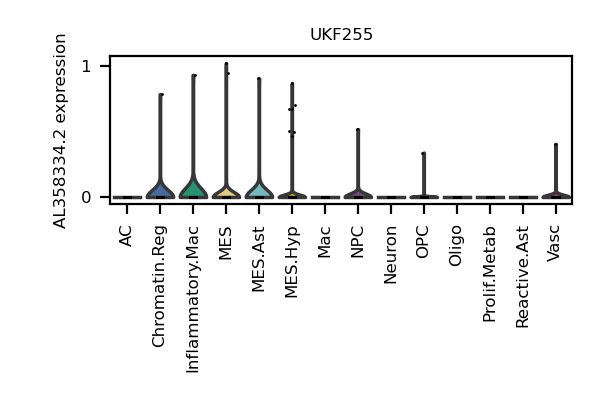 UKF255
AL358334.2 expression
1
0
AC
Chromatin.Reg
Inflammatory.Mac
MES
MES.Ast
MES.Hyp
Mac
NPC
Neuron
OPC
Oligo
Prolif.Metab
Reactive.Ast
Vasc